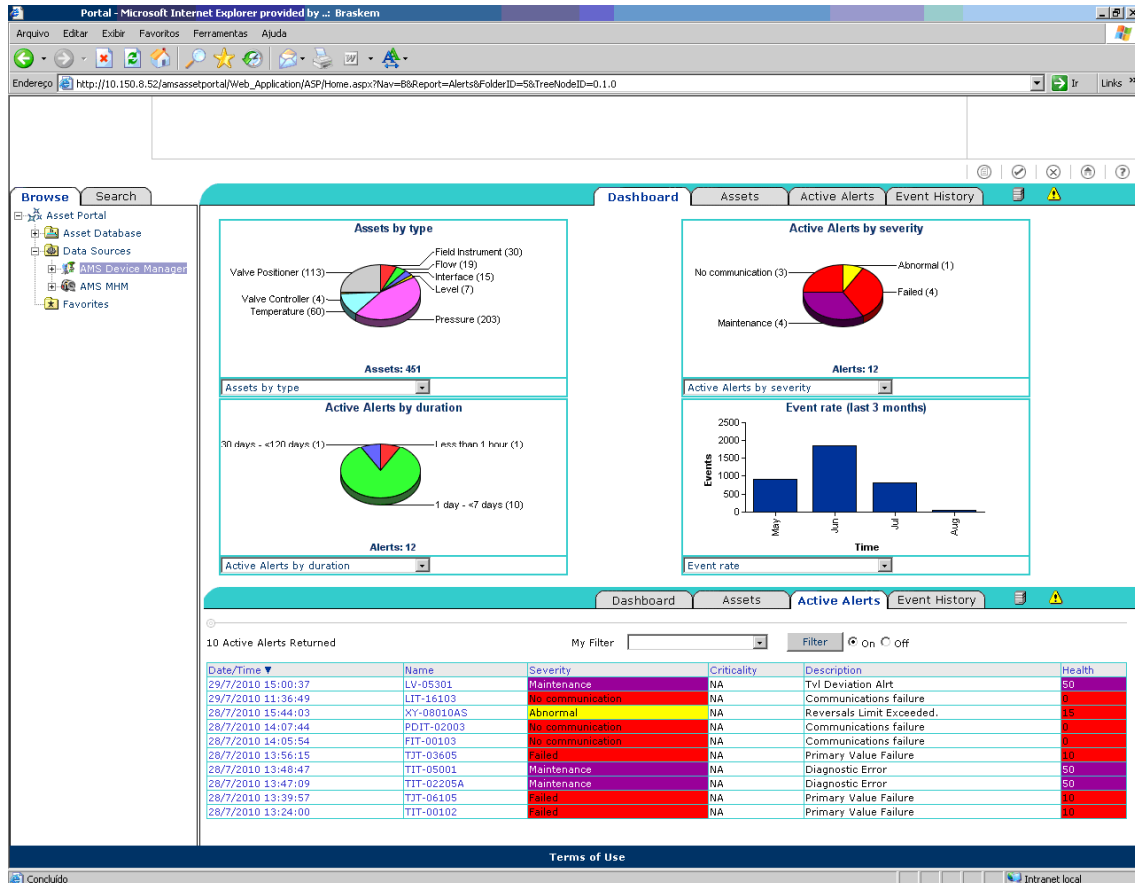 Portal - Microsoft Internet Explorer provided by ..: Braskem
Arquivo Editar Exibir Favoritos Ferramentas Ajuda
Endereço http://10.150.8.52/amsassetportal/Web_Application/ASP/Home.aspx?Nav=B&Report=Alerts&FolderID=5&TreeNodeID=0.1.0 Ir Links »
Browse Search
Dashboard Assets Active Alerts Event History
Asset Portal
Asset Database
Data Sources
AMS Device Manager
AMS MHM
Favorites
Assets by type
Field Instrument (30)
Flow (19)
Interface (15)
Level (7)
Valve Positioner (113)
Valve Controller (4)
Temperature (60)
Pressure (203)
Assets: 451
Assets by type
Active Alerts by severity
Abnormal (1)
No communication (3)
Failed (4)
Maintenance (4)
Alerts: 12
Active Alerts by severity
Active Alerts by duration
30 days - <120 days (1)
Less than 1 hour (1)
1 day - <7 days (10)
Alerts: 12
Active Alerts by duration
Event rate (last 3 months)
Events
2500
2000
1500
1000
500
0
May Jun Jul Aug
Time
Event rate
Dashboard Assets Active Alerts Event History
10 Active Alerts Returned My Filter Filter On Off
Date/Time Name Severity Criticality Description Health
29/7/2010 15:00:37 LV-05301 Maintenance NA Tvl Deviation Alrt 50
29/7/2010 11:36:49 LIT-16103 No communication NA Communications failure 0
28/7/2010 15:44:03 XY-08010AS Abnormal NA Reversals Limit Exceeded. 15
28/7/2010 14:07:44 PDIT-02003 No communication NA Communications failure 0
28/7/2010 14:05:54 FIT-00103 No communication NA Communications failure 0
28/7/2010 13:56:15 TJT-03605 Failed NA Primary Value Failure 10
28/7/2010 13:48:47 TIT-05001 Maintenance NA Diagnostic Error 50
28/7/2010 13:47:09 TIT-02205A Maintenance NA Diagnostic Error 50
28/7/2010 13:39:57 TJT-06105 Failed NA Primary Value Failure 10
28/7/2010 13:24:00 TIT-00102 Failed NA Primary Value Failure 10
Terms of Use
Concluído Intranet local